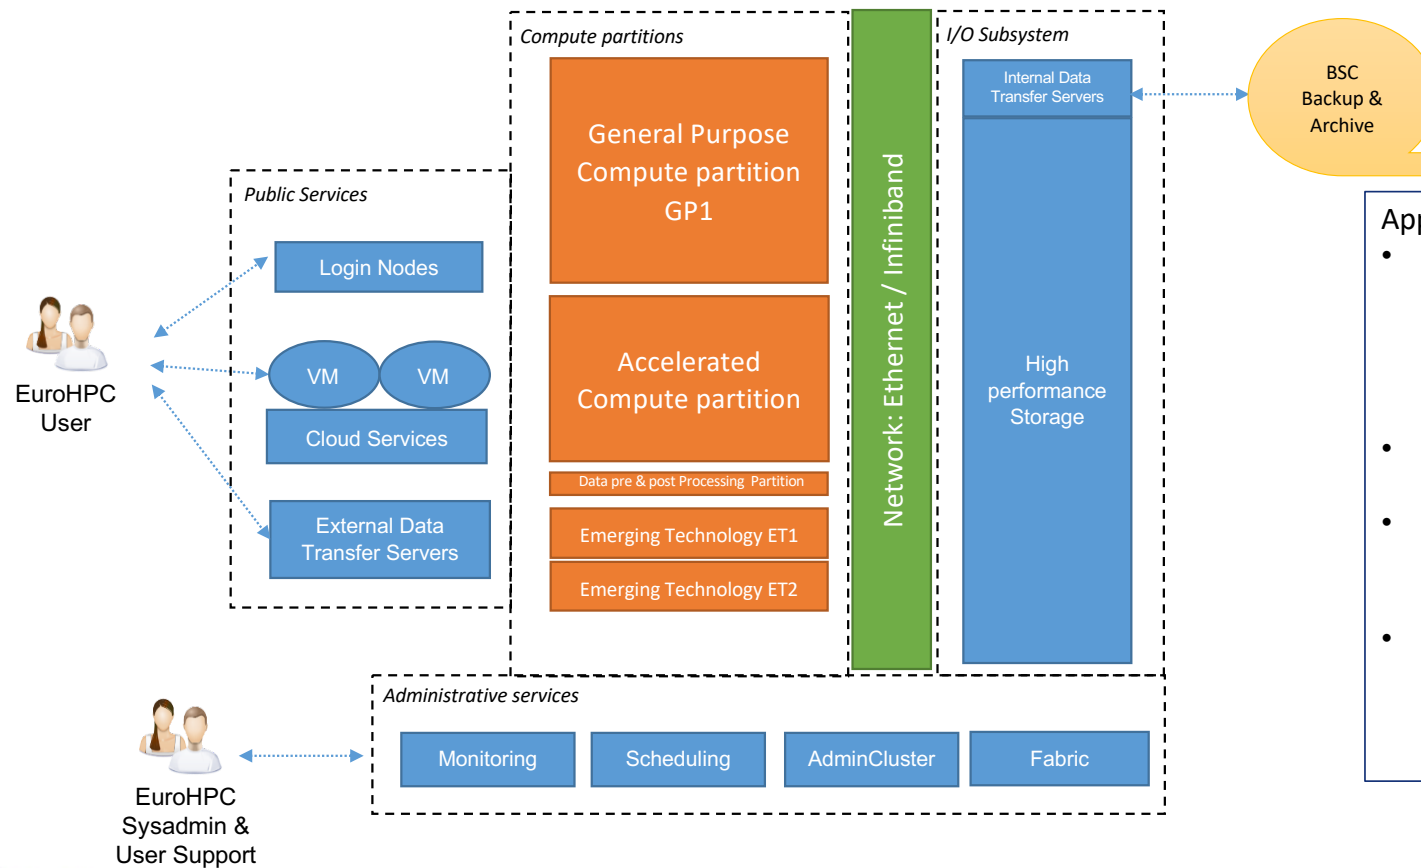 Compute partitions
I/O Subsystem
General Purpose
Compute partition
GP1
Internal Data
Transfer Servers
BSC
Backup &
Archive
Network: Ethernet / Infiniband
Public Services
Login Nodes
App
VM
VM
Cloud Services
EuroHPC
User
Accelerated
Compute partition
High
performance
Storage
Data pre & post Processing Partition
External Data
Transfer Servers
Emerging Technology ET1
Emerging Technology ET2
Administrative services
Monitoring
Scheduling
AdminCluster
Fabric
EuroHPC
Sysadmin &
User Support